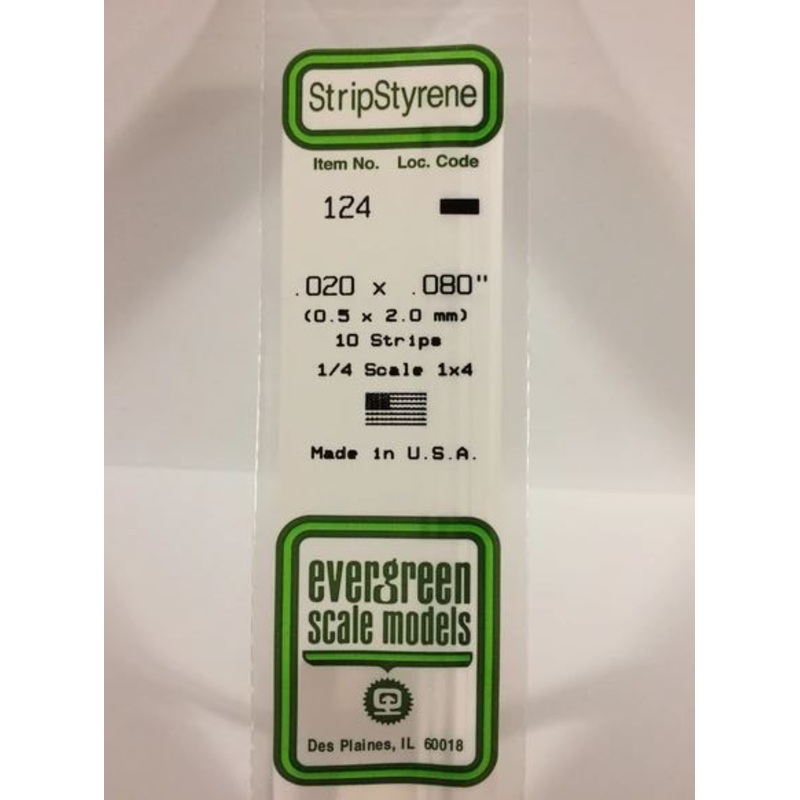 StripStyrene
Item No. Loc. Code
124
.020 x .080"
(0.5 x 2.0 mm)
10 Strips
1/4 Scale 1x4
Made in U.S.A.
evergreen
scale models
Des Plaines, IL 60018